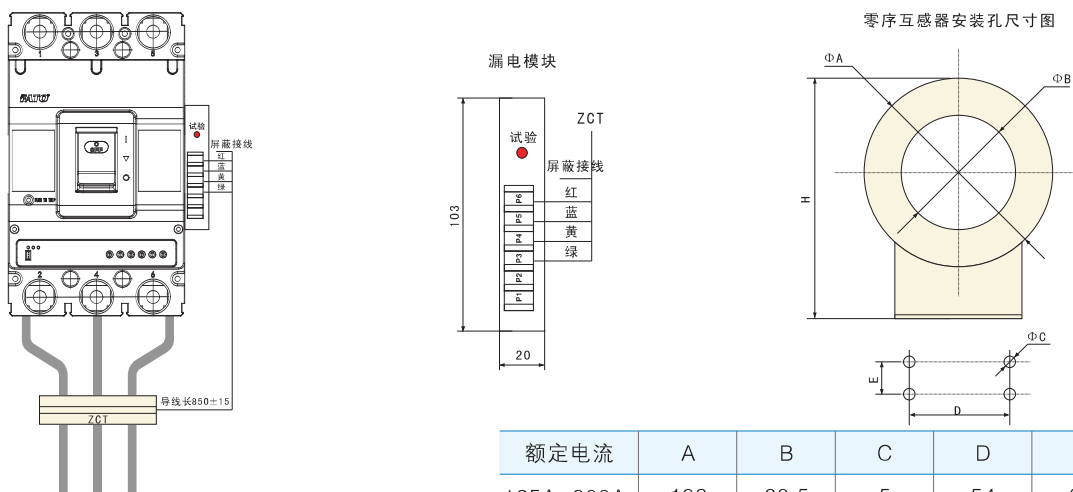 零序互感器安装孔尺寸图
漏电模块
1
3
5
FATO
试验
屏蔽接线
红
蓝
黄
绿
2
4
6
导线长850±15
ZCT
ZCT
试验
屏蔽接线
P6
红
P5
蓝
P4
黄
P3
绿
P2
P1
103
20
ΦA
ΦB
H
ΦC
E
D
额定电流 A B C D